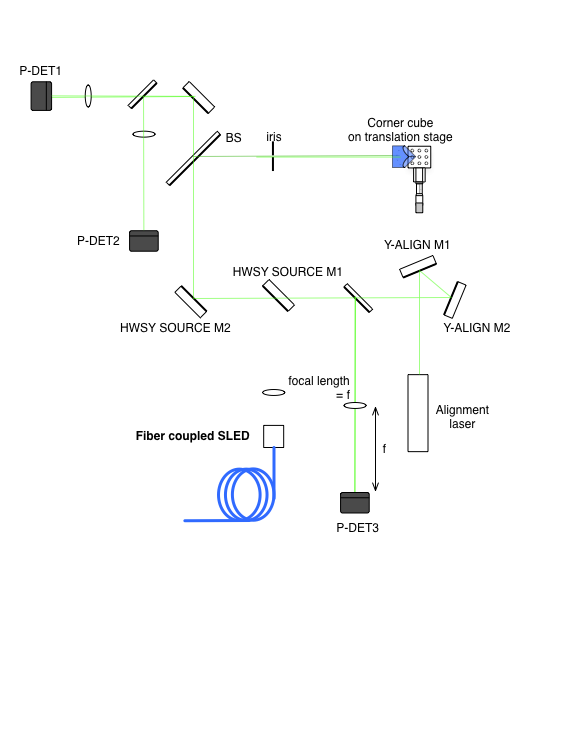 P-DET1
BS
iris
Corner cube
on translation stage
P-DET2
Y-ALIGN M1
HWSY SOURCE M1
HWSY SOURCE M2
Y-ALIGN M2
focal length
= f
Alignment
laser
Fiber coupled SLED
f
P-DET3